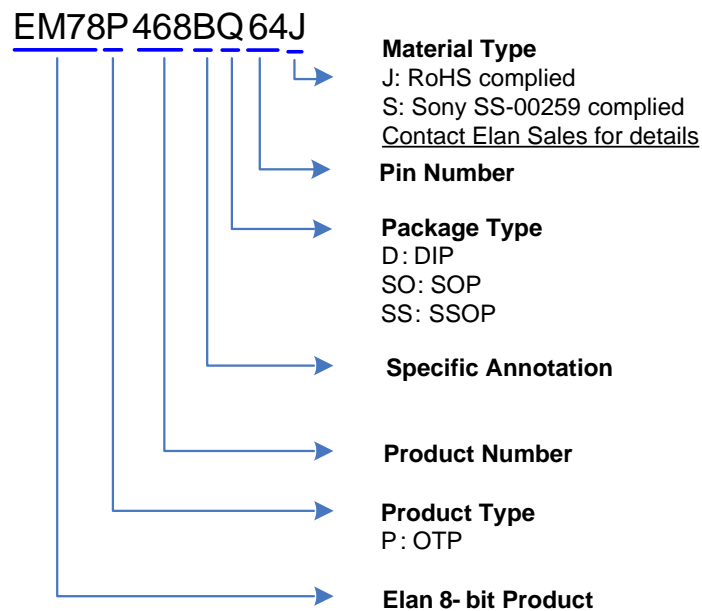 EM78P468BQ64J
Material Type
J: RoHS complied
S: Sony SS-00259 complied
Contact Elan Sales for details
Pin Number
Package Type
D: DIP
SO: SOP
SS: SSOP
Specific Annotation
Product Number
Product Type
P: OTP
Elan 8- bit Product